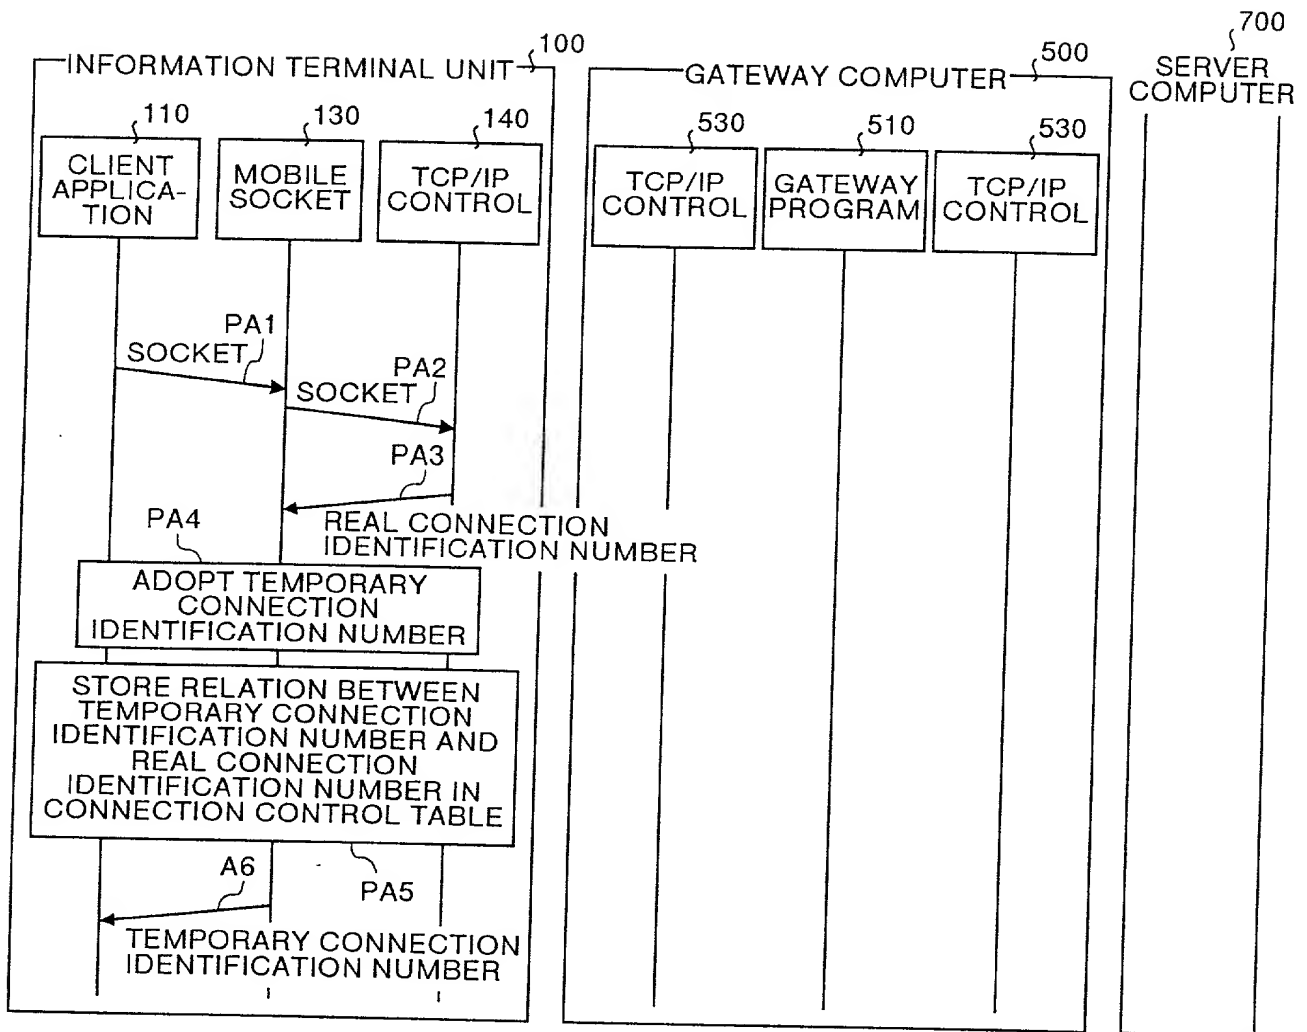 INFORMATION TERMINAL UNIT
100
GATEWAY COMPUTER
500
700
SERVER
COMPUTER
110
130
140
530
510
530
CLIENT
APPLICA-
TION
MOBILE
SOCKET
TCP/IP
CONTROL
TCP/IP
CONTROL
GATEWAY
PROGRAM
TCP/IP
CONTROL
PA1
SOCKET
PA2
SOCKET
PA3
REAL CONNECTION
IDENTIFICATION NUMBER
PA4
ADOPT TEMPORARY
CONNECTION
IDENTIFICATION NUMBER
STORE RELATION BETWEEN
TEMPORARY CONNECTION
IDENTIFICATION NUMBER AND
REAL CONNECTION
IDENTIFICATION NUMBER IN
CONNECTION CONTROL TABLE
PA5
A6
TEMPORARY CONNECTION
IDENTIFICATION NUMBER